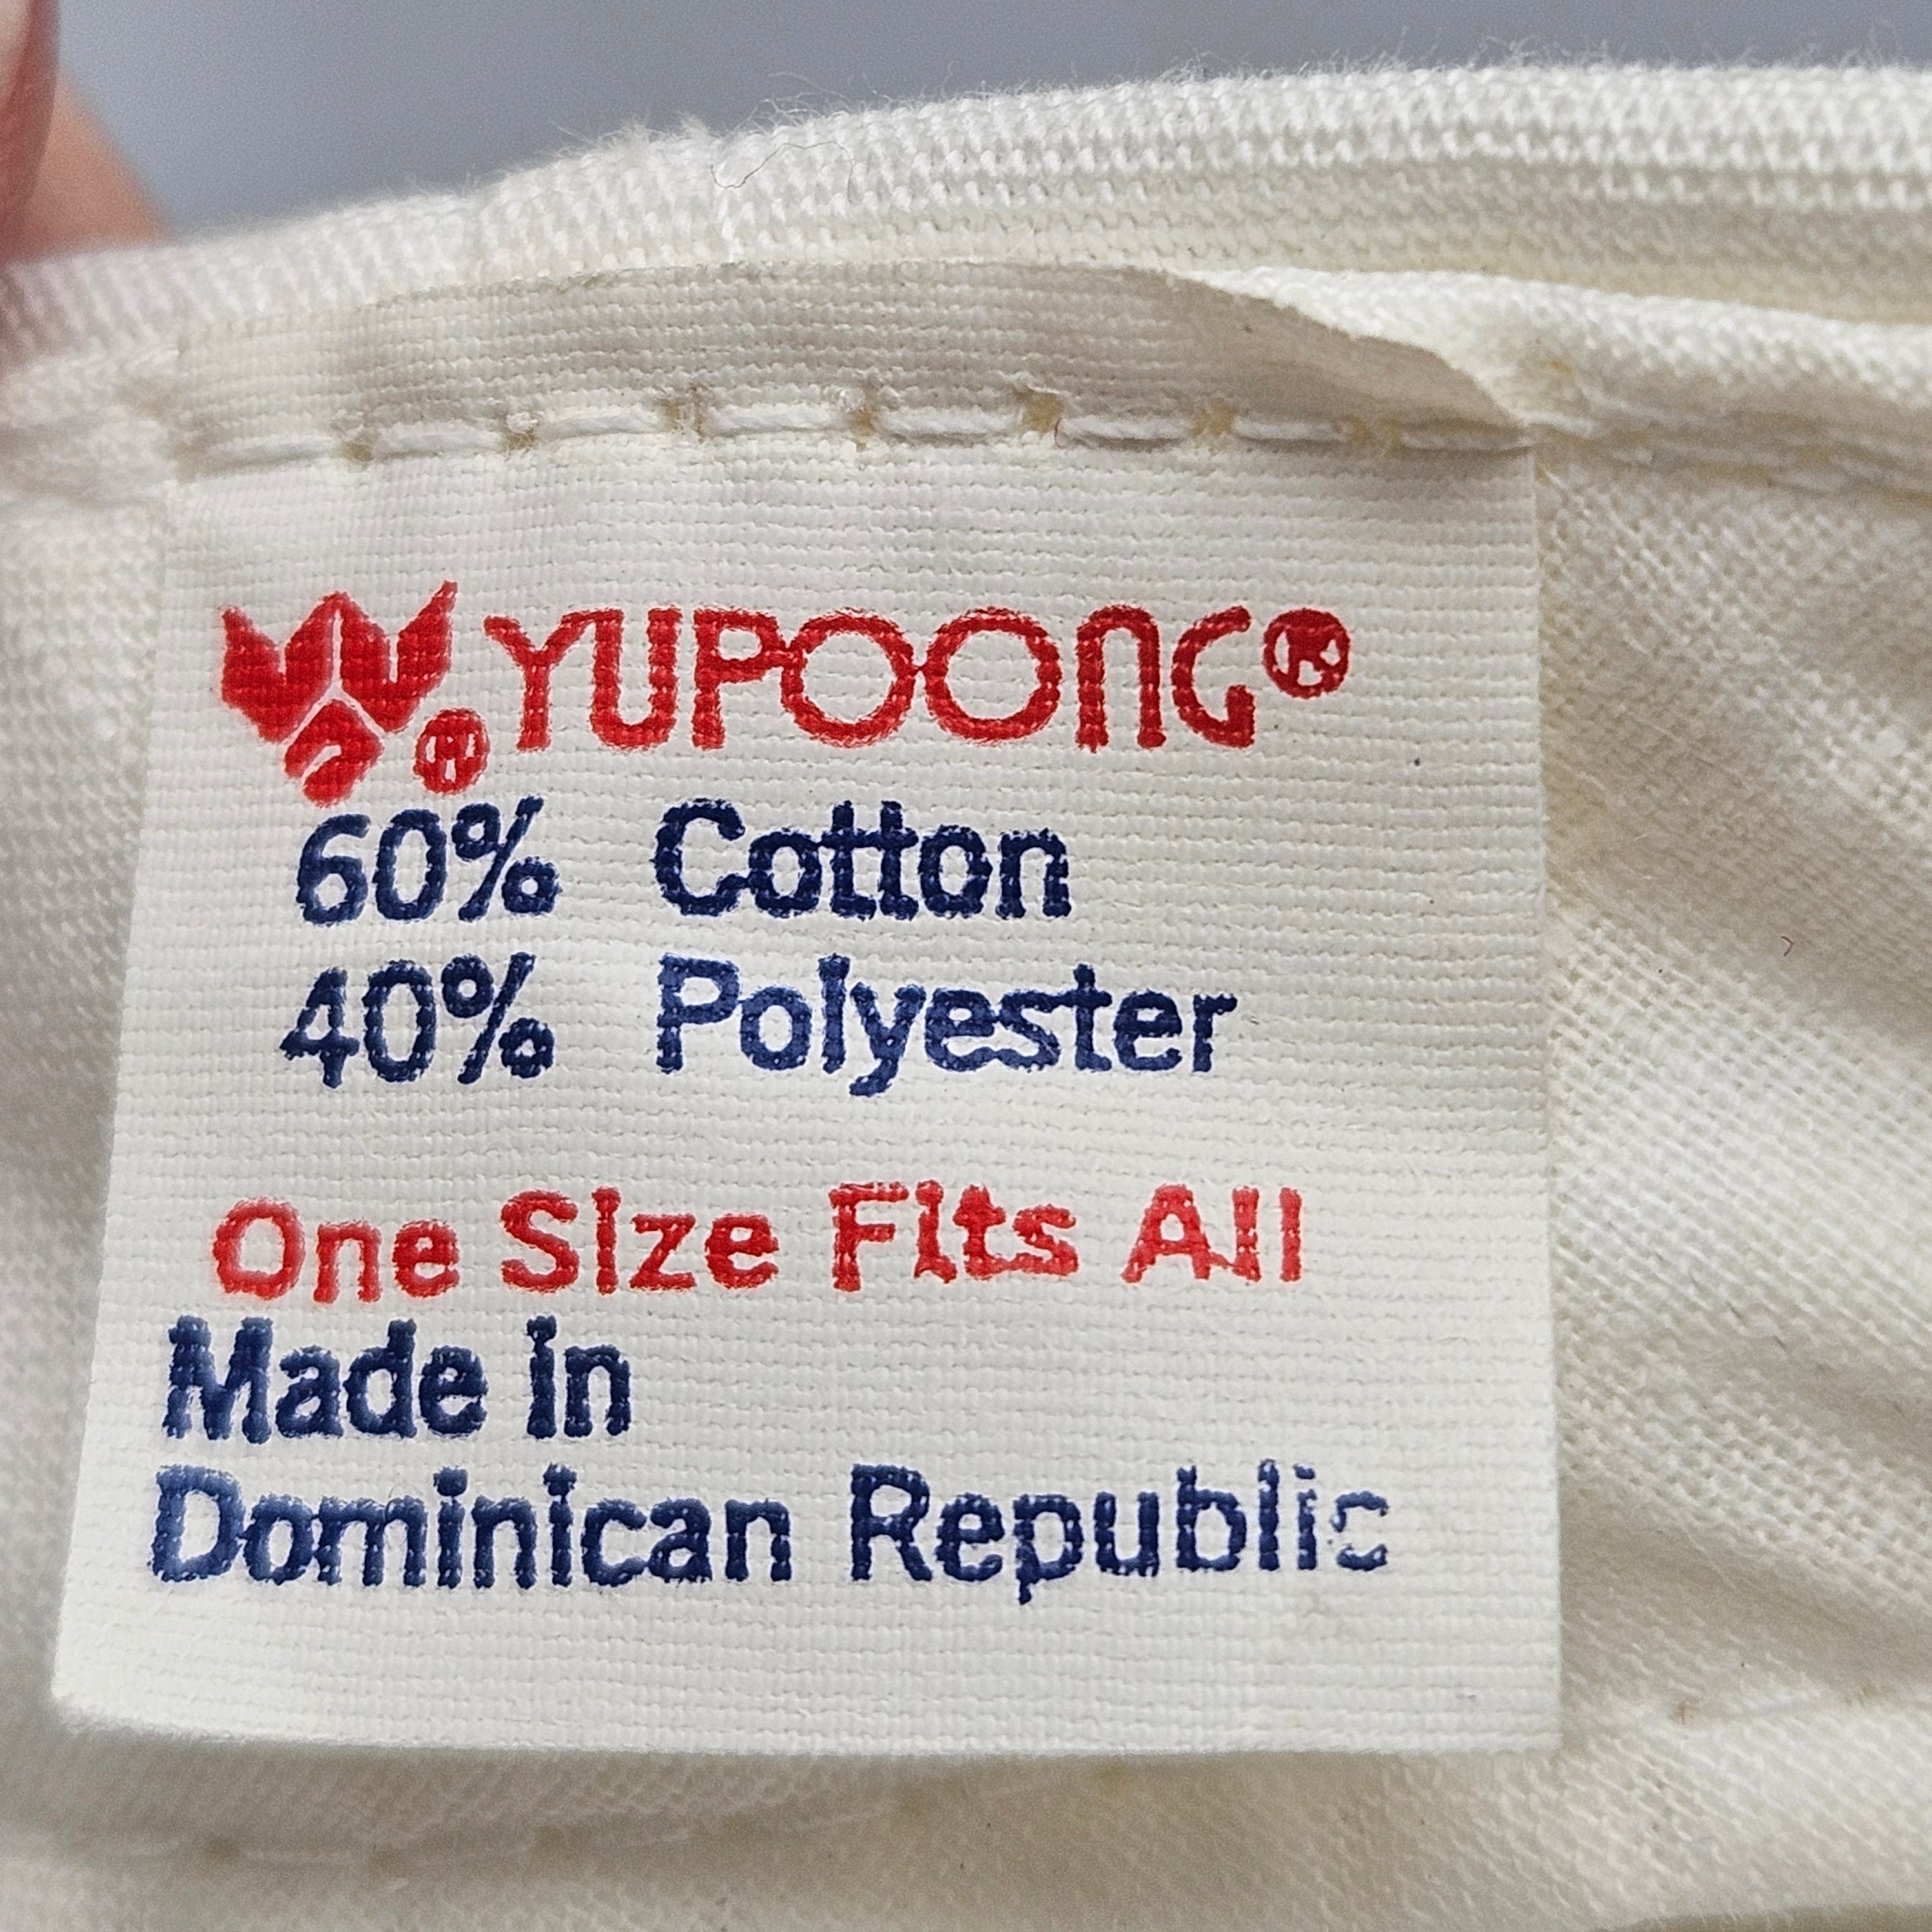 ® YUPOONG®
60% Cotton
40% Polyester
One Size Fits All
Made in
Dominican Republic